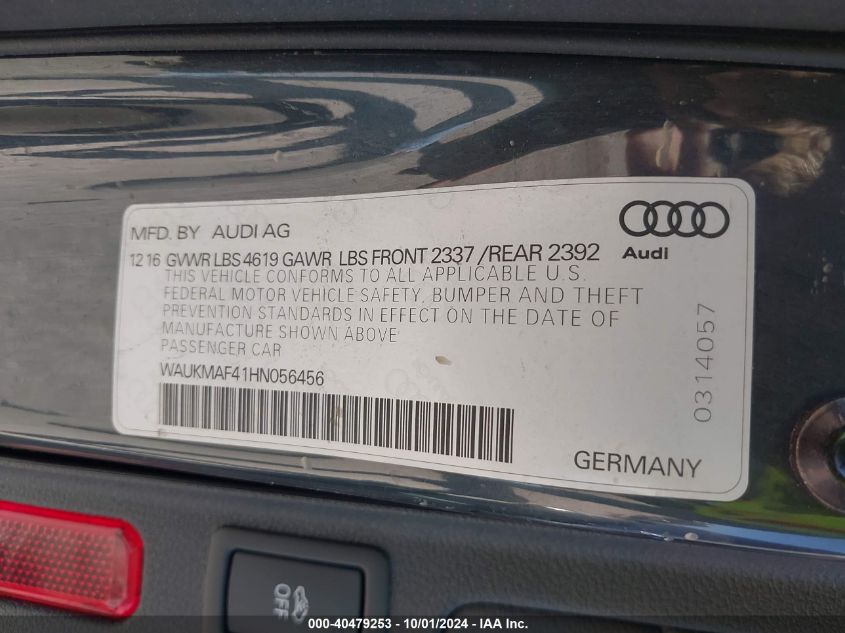 MFD. BY AUDI AG
Audi
12 16 GVWR LBS 4619 GAWR LBS FRONT 2337 /REAR 2392
THIS VEHICLE CONFORMS TO ALL APPLICABLE U.S.
FEDERAL MOTOR VEHICLE SAFETY, BUMPER AND THEFT
PREVENTION STANDARDS IN EFFECT ON THE DATE OF
MANUFACTURE SHOWN ABOVE
PASSENGER CAR
WAUKMAF41HN056456
0314057
GERMANY
OFF
000-40479253 - 10/01/2024 - IAA Inc.